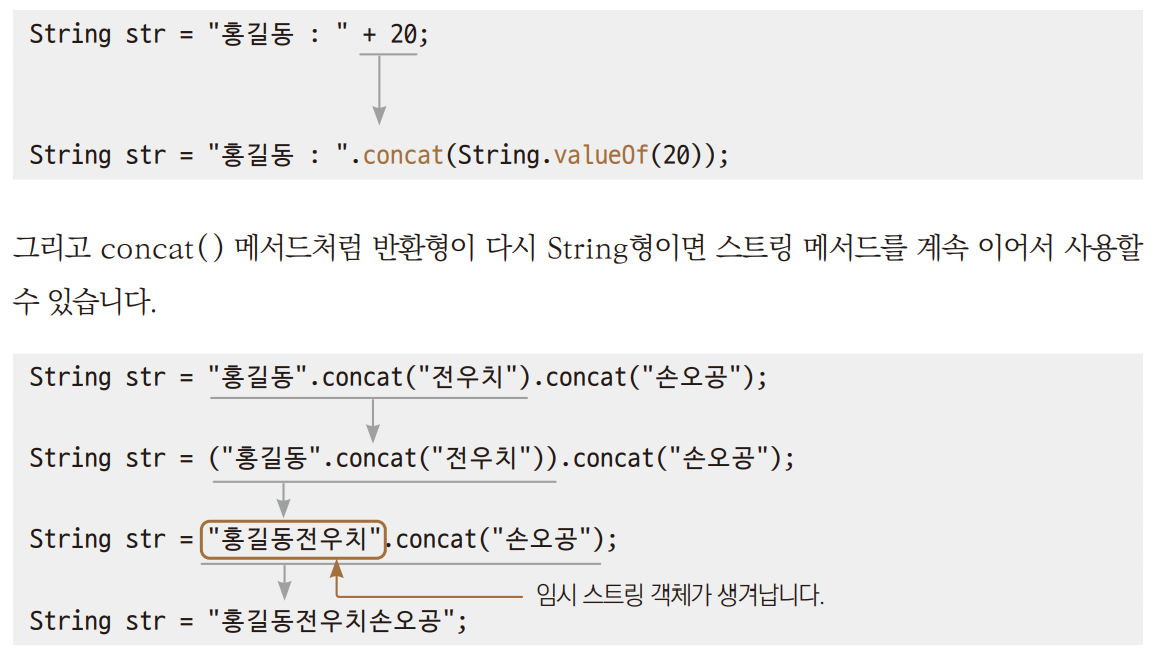 String str = "홍길동 : " + 20;
String str = "홍길동 : ".concat(String.valueOf(20));
그리고 concat() 메서드처럼 반환형이 다시 String형이면 스트링 메서드를 계속 이어서 사용할
수 있습니다.
String str = "홍길동".concat("전우치").concat("손오공");
String str = ("홍길동".concat("전우치")).concat("손오공");
String str = "홍길동전우치".concat("손오공");
임시 스트링 객체가 생겨납니다.
String str = "홍길동전우치손오공";